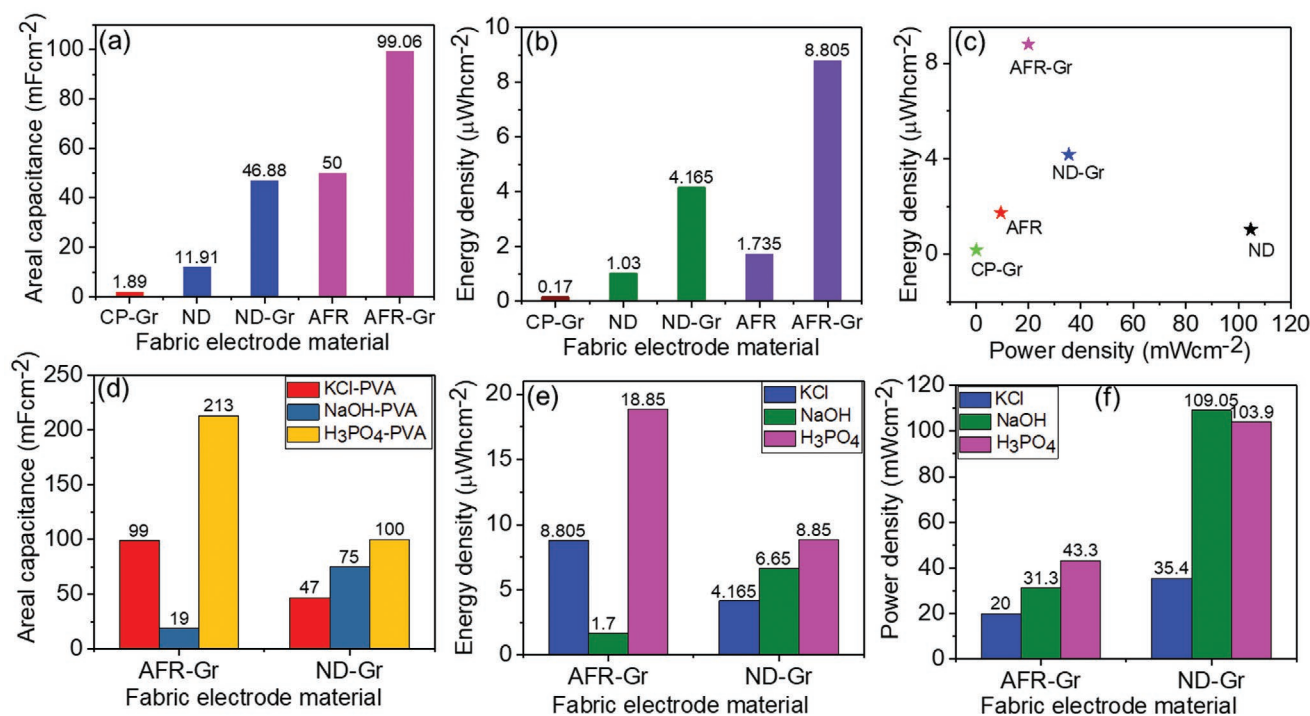 (a)
Areal capacitance (mFcm⁻²)
100
80
60
40
20
0
1.89
11.91
46.88
50
99.06
CP-Gr ND ND-Gr AFR AFR-Gr
Fabric electrode material
(b)
Energy density (μWhcm⁻²)
10
8
6
4
2
0
0.17
1.03
4.165
1.735
8.805
CP-Gr ND ND-Gr AFR AFR-Gr
Fabric electrode material
(c)
Energy density (μWhcm⁻²)
8
4
0
AFR-Gr
ND-Gr
AFR
CP-Gr
ND
0 20 40 60 80 100 120
Power density (mWcm⁻²)
(d)
Areal capacitance (mFcm⁻²)
250
200
150
100
50
0
KCl-PVA
NaOH-PVA
H₃PO₄-PVA
99
19
213
47
75
100
AFR-Gr ND-Gr
Fabric electrode material
(e)
Energy density (μWhcm⁻²)
20
15
10
5
0
KCl
NaOH
H₃PO₄
8.805
1.7
18.85
4.165
6.65
8.85
AFR-Gr ND-Gr
Fabric electrode material
(f)
Power density (mWcm⁻²)
120
100
80
60
40
20
0
KCl
NaOH
H₃PO₄
20
31.3
43.3
35.4
109.05
103.9
AFR-Gr ND-Gr
Fabric electrode material